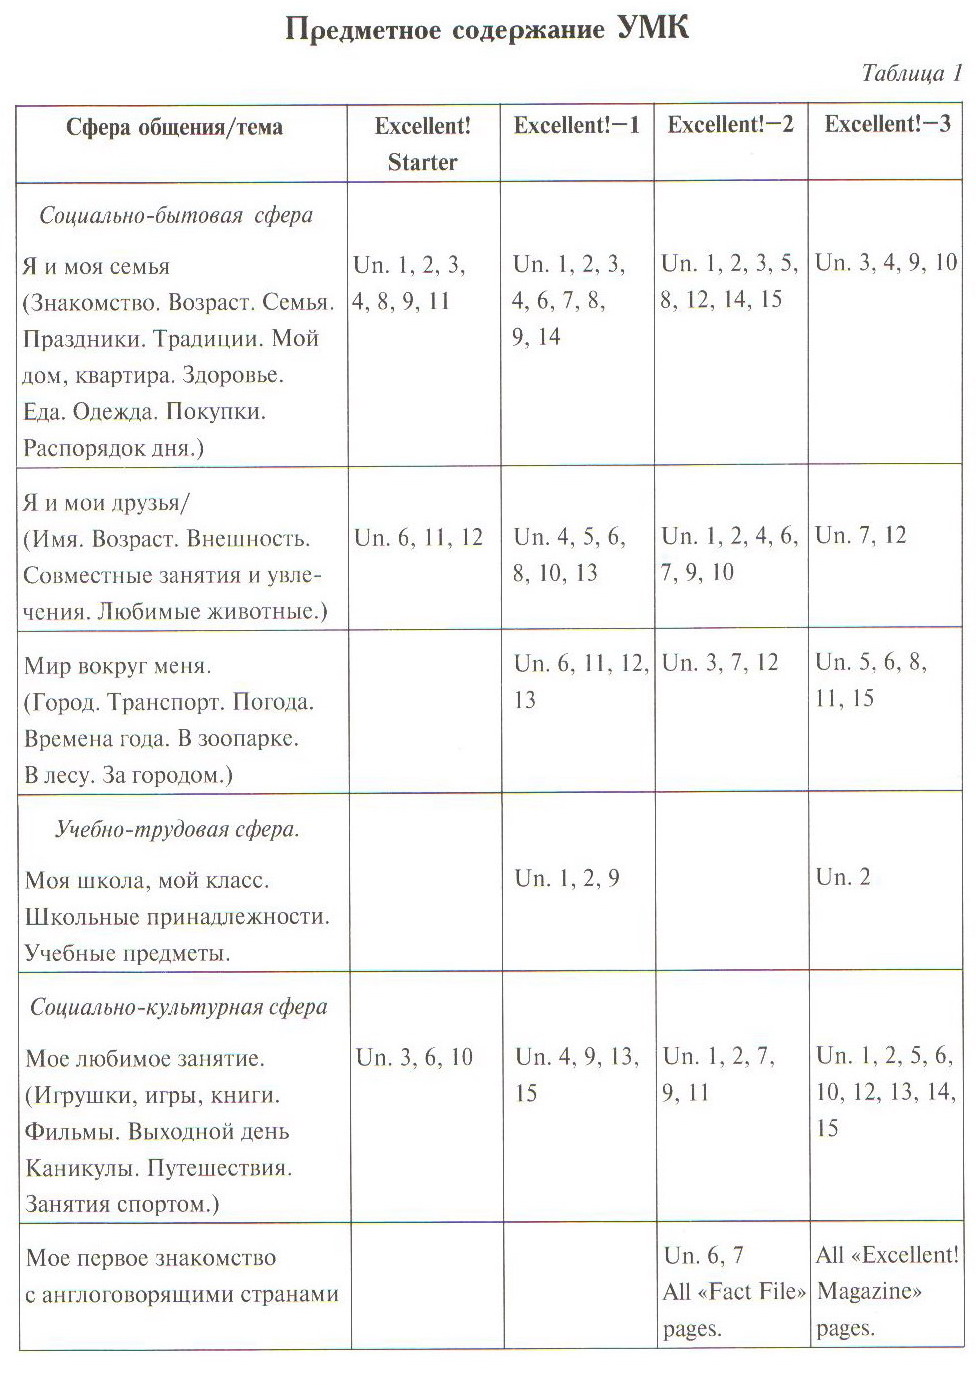 Предметное содержание УМК
Таблица 1
Сфера общения/тема
Excellent!
Starter
Excellent!—1
Excellent!—2
Excellent!—3
Социально-бытовая сфера
Я и моя семья
(Знакомство. Возраст. Семья.
Праздники. Традиции. Мой
дом, квартира. Здоровье.
Еда. Одежда. Покупки.
Распорядок дня.)
Un. 1, 2, 3,
4, 8, 9, 11
Un. 1, 2, 3,
4, 6, 7, 8,
9, 14
Un. 1, 2, 3, 5,
8, 12, 14, 15
Un. 3, 4, 9, 10
Я и мои друзья/
(Имя. Возраст. Внешность.
Совместные занятия и увле-
чения. Любимые животные.)
Un. 6, 11, 12
Un. 4, 5, 6,
8, 10, 13
Un. 1, 2, 4, 6,
7, 9, 10
Un. 7, 12
Мир вокруг меня.
(Город. Транспорт. Погода.
Времена года. В зоопарке.
В лесу. За городом.)
Un. 6, 11, 12,
13
Un. 3, 7, 12
Un. 5, 6, 8,
11, 15
Учебно-трудовая сфера.
Моя школа, мой класс.
Школьные принадлежности.
Учебные предметы.
Un. 1, 2, 9
Un. 2
Социально-культурная сфера
Мое любимое занятие.
(Игрушки, игры, книги.
Фильмы. Выходной день
Каникулы. Путешествия.
Занятия спортом.)
Un. 3, 6, 10
Un. 4, 9, 13,
15
Un. 1, 2, 7,
9, 11
Un. 1, 2, 5, 6,
10, 12, 13, 14,
15
Мое первое знакомство
с англоговорящими странами
Un. 6, 7
All «Fact File»
pages.
All «Excellent!
Magazine»
pages.